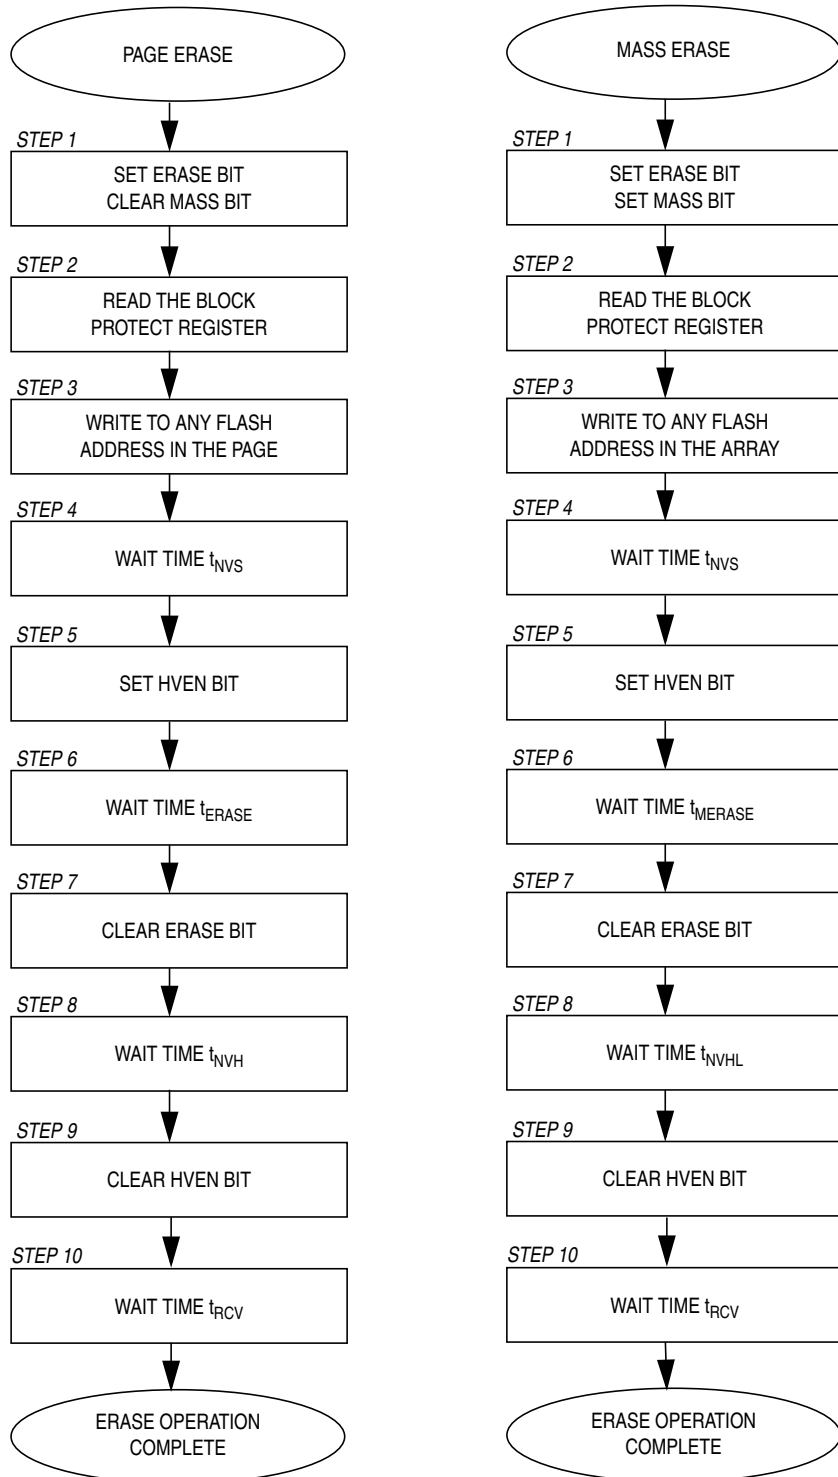 PAGE ERASE
STEP 1
SET ERASE BIT
CLEAR MASS BIT
STEP 2
READ THE BLOCK
PROTECT REGISTER
STEP 3
WRITE TO ANY FLASH
ADDRESS IN THE PAGE
STEP 4
WAIT TIME tNVS
STEP 5
SET HVEN BIT
STEP 6
WAIT TIME tERASE
STEP 7
CLEAR ERASE BIT
STEP 8
WAIT TIME tNVH
STEP 9
CLEAR HVEN BIT
STEP 10
WAIT TIME tRCV
ERASE OPERATION
COMPLETE
MASS ERASE
STEP 1
SET ERASE BIT
SET MASS BIT
STEP 2
READ THE BLOCK
PROTECT REGISTER
STEP 3
WRITE TO ANY FLASH
ADDRESS IN THE ARRAY
STEP 4
WAIT TIME tNVS
STEP 5
SET HVEN BIT
STEP 6
WAIT TIME tMERASE
STEP 7
CLEAR ERASE BIT
STEP 8
WAIT TIME tNVHL
STEP 9
CLEAR HVEN BIT
STEP 10
WAIT TIME tRCV
ERASE OPERATION
COMPLETE